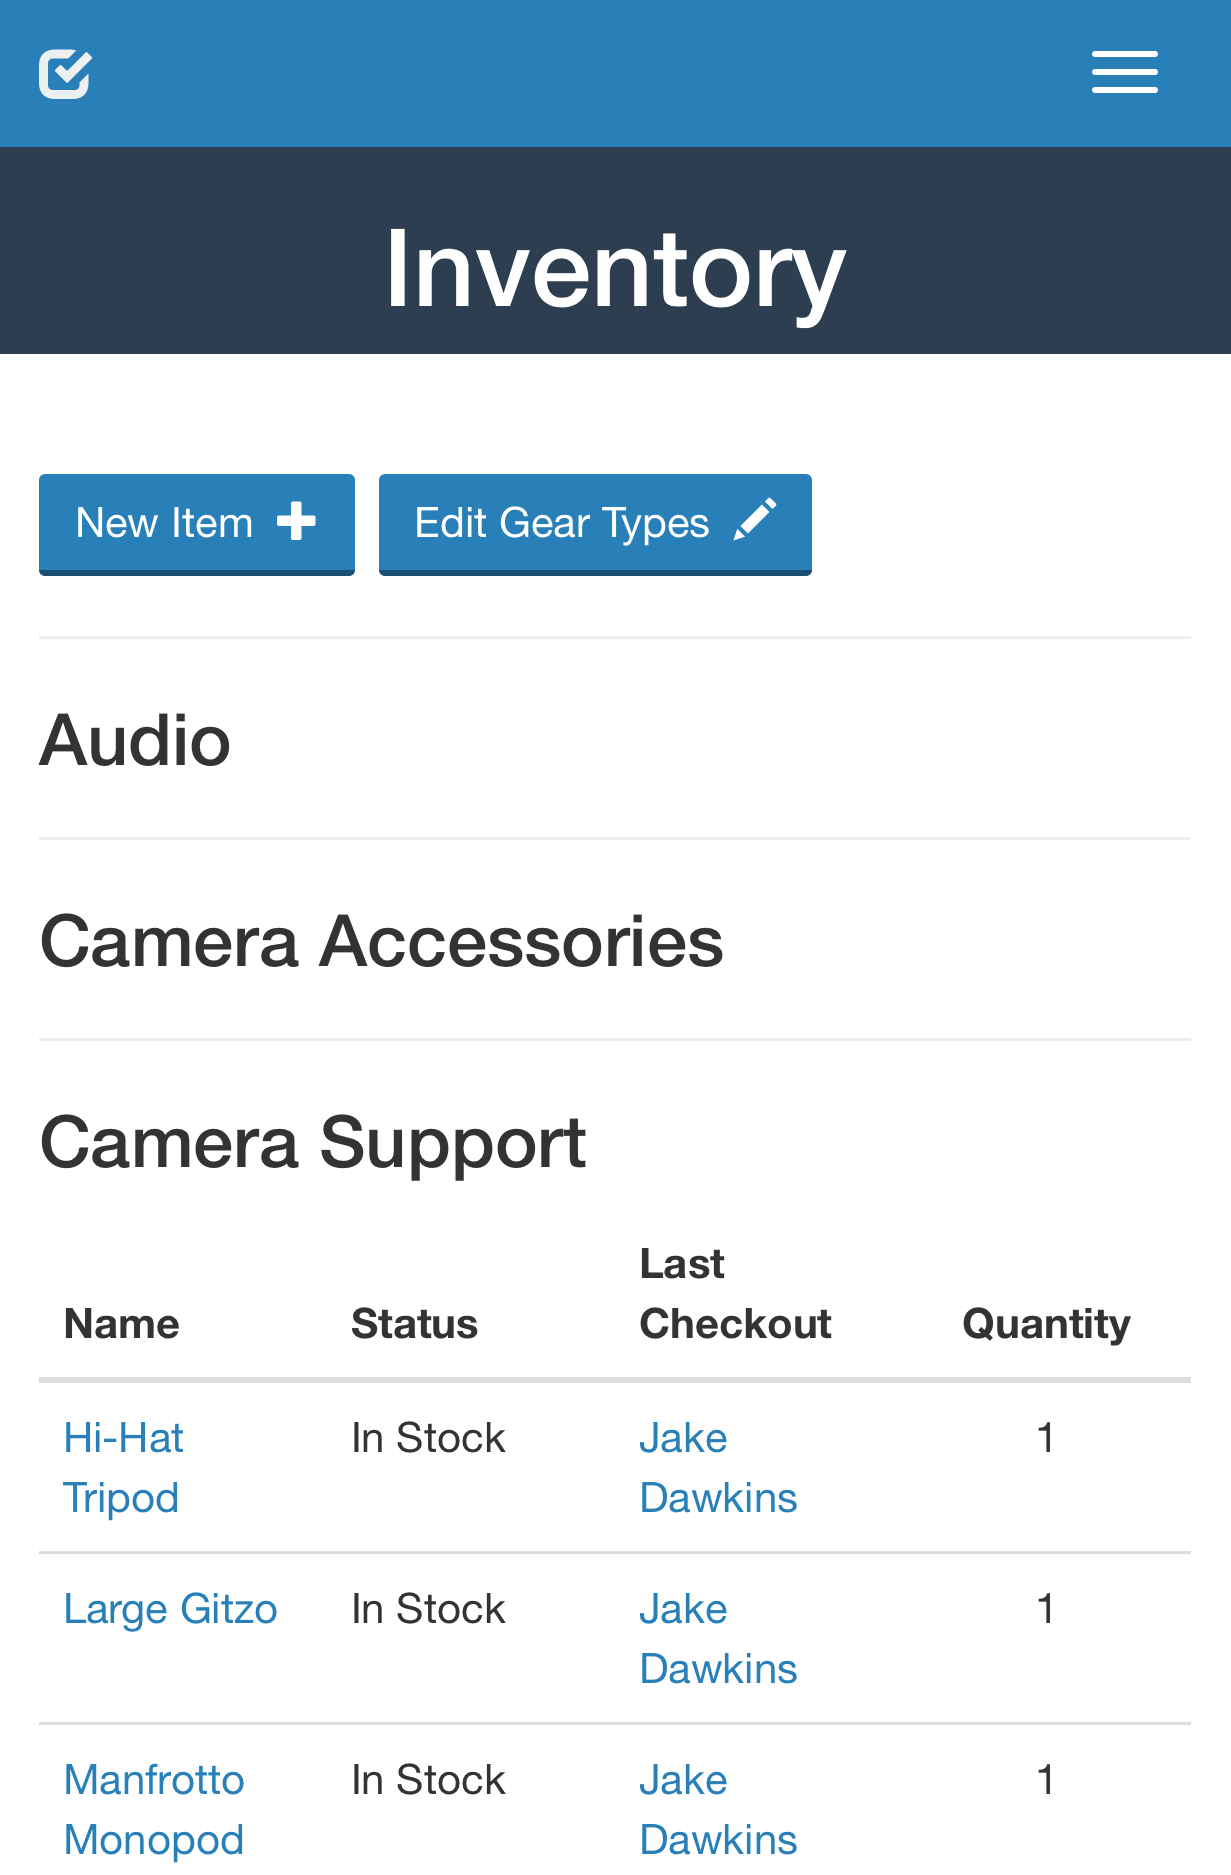 Inventory
New Item
Edit Gear Types
Audio
Camera Accessories
Camera Support
Name Status Last Checkout Quantity
Hi-Hat Tripod In Stock Jake Dawkins 1
Large Gitzo In Stock Jake Dawkins 1
Manfrotto Monopod In Stock Jake Dawkins 1